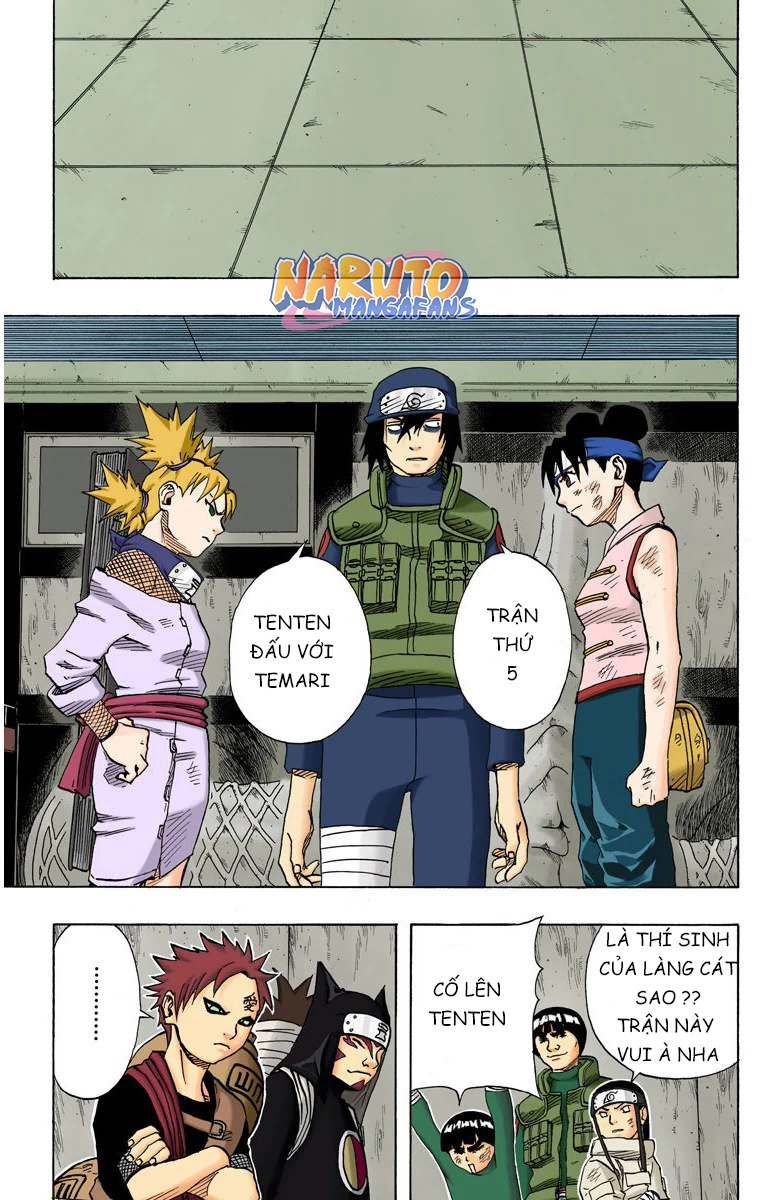 NARUTO
MANGAFANS
TRẬN
THỨ
5
TENTEN
ĐẤU VỚI
TEMARI
LÀ THÍ SINH
CỦA LÀNG CÁT
SAO ??
TRẬN NÀY
VUI À NHA
CỐ LÊN
TENTEN
..........
愛